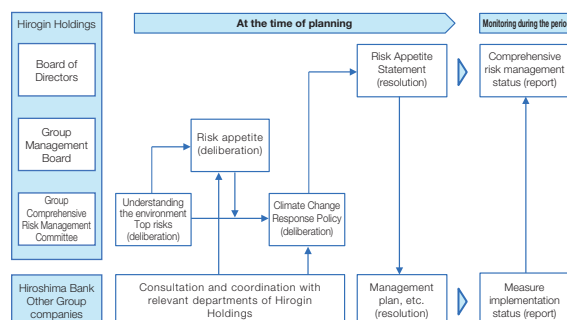 Hirogin Holdings
At the time of planning
Monitoring during the perio
Board of
Directors
Risk Appetite
Statement
(resolution)
Comprehensive
risk management
status (report)
Group
Management
Board
Risk appetite
(deliberation)
Group
Comprehensive
Risk Management
Committee
Understanding
the environment
Top risks
(deliberation)
Climate Change
Response Policy
(deliberation)
Hiroshima Bank
Other Group
companies
Consultation and coordination with
relevant departments of Hirogin
Holdings
Management
plan, etc.
(resolution)
Measure
implementation
status (report)